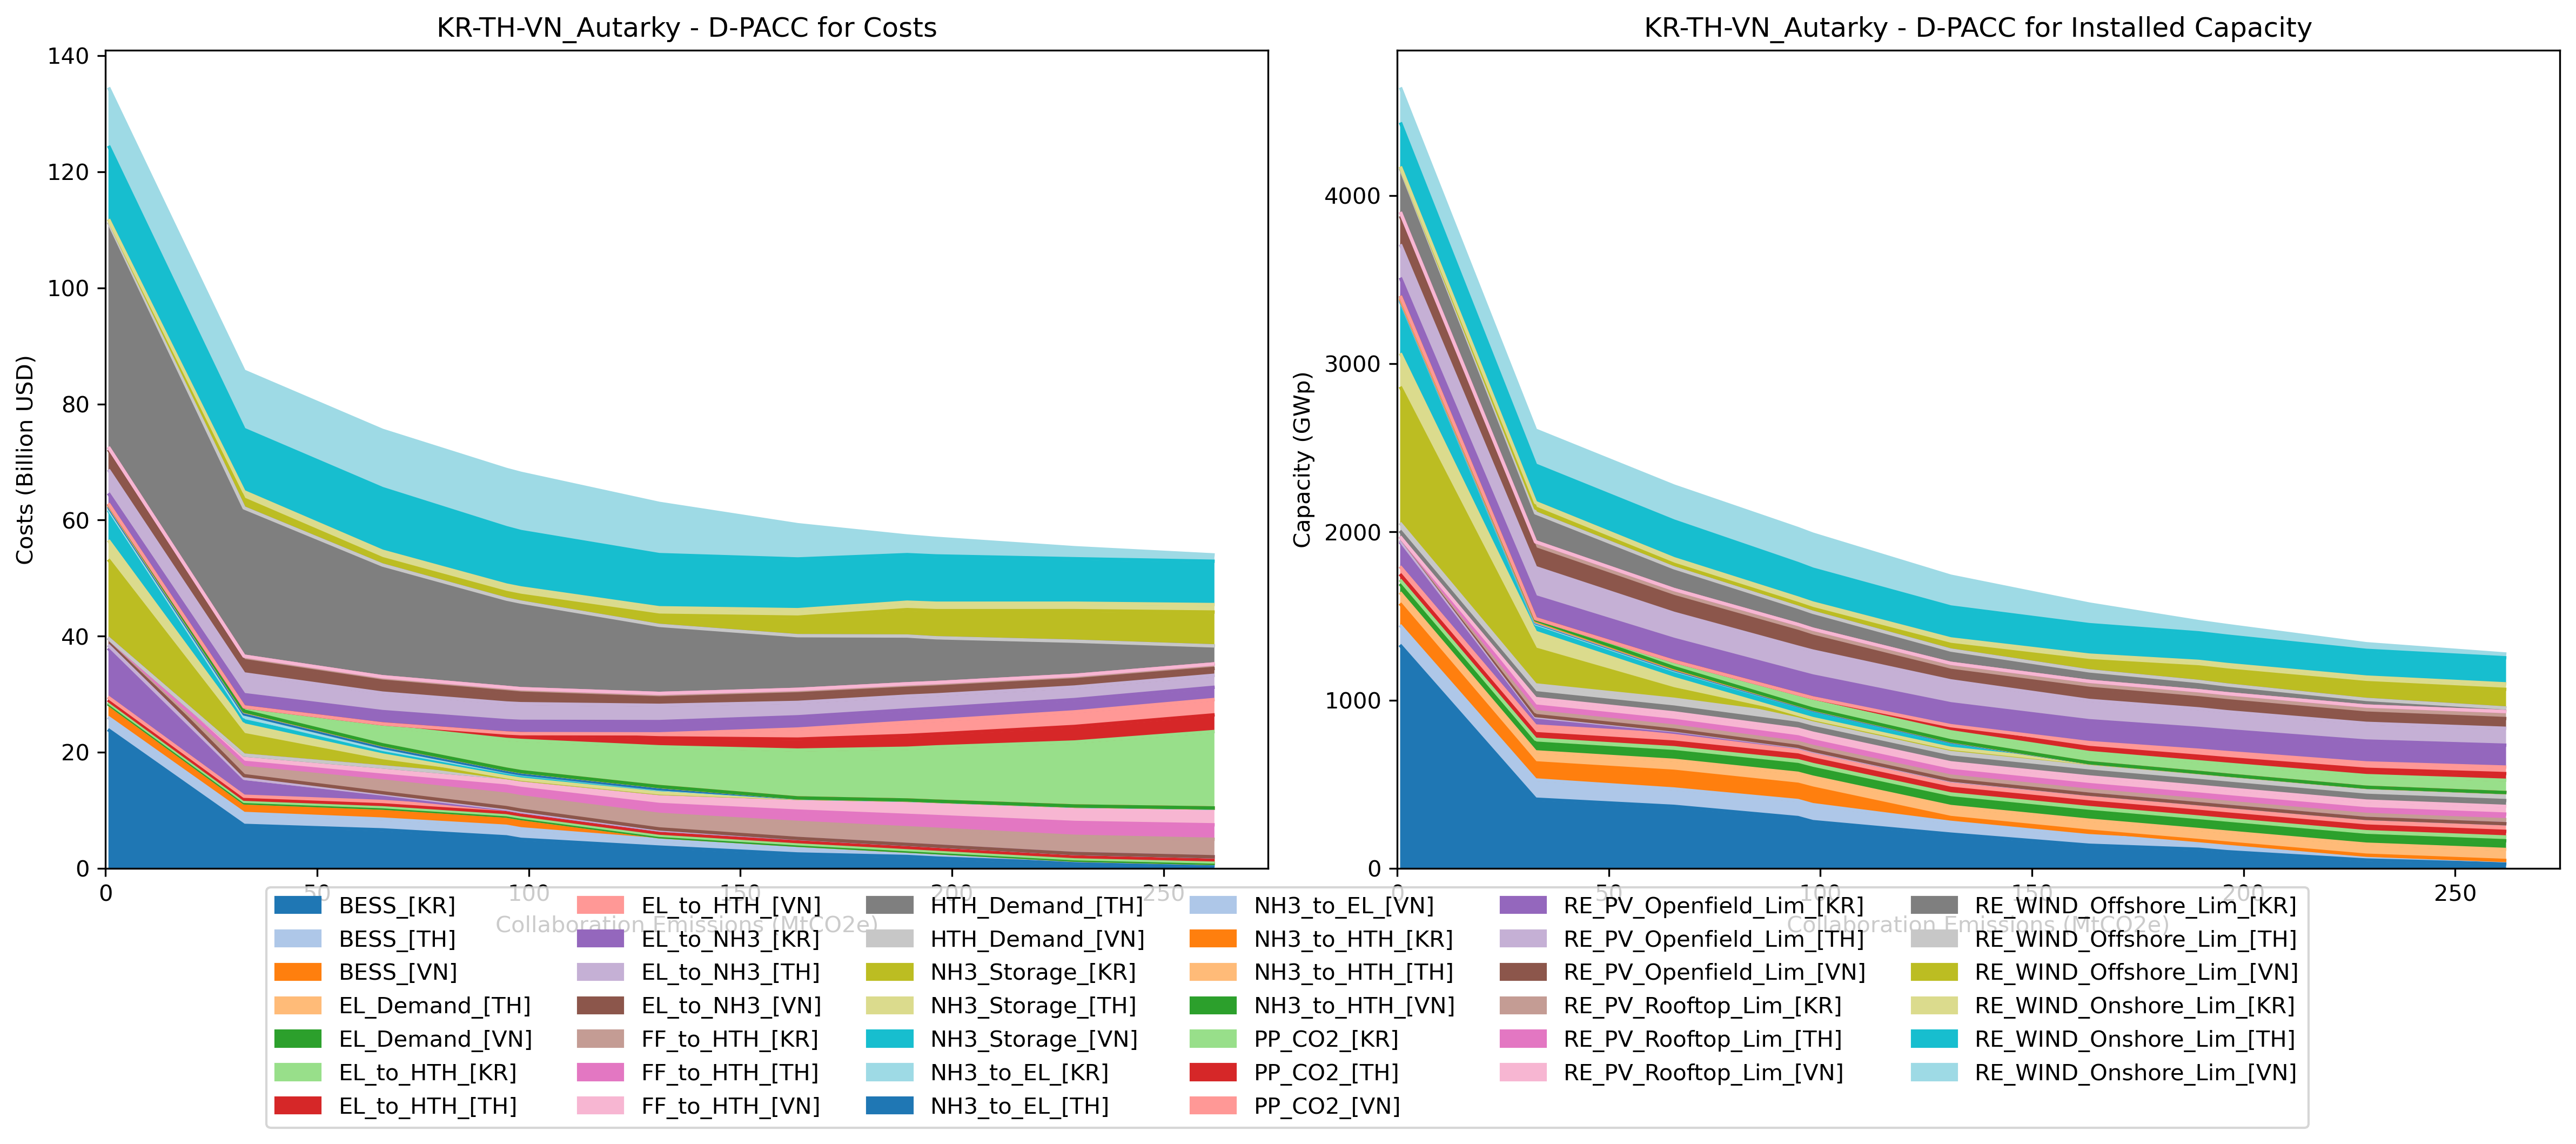 KR-TH-VN_Autarky - D-PACC for Costs
140
120
100
80
60
40
20
0
Costs (Billion USD)
0 50 100 150 200 250
Collaboration Emissions (MtCO2e)
KR-TH-VN_Autarky - D-PACC for Installed Capacity
4000
3000
2000
1000
0
Capacity (GWp)
0 50 100 150 200 250
Collaboration Emissions (MtCO2e)
BESS_[KR]
BESS_[TH]
BESS_[VN]
EL_Demand_[TH]
EL_Demand_[VN]
EL_to_HTH_[KR]
EL_to_HTH_[TH]
EL_to_HTH_[VN]
EL_to_NH3_[KR]
EL_to_NH3_[TH]
EL_to_NH3_[VN]
FF_to_HTH_[KR]
FF_to_HTH_[TH]
FF_to_HTH_[VN]
HTH_Demand_[TH]
HTH_Demand_[VN]
NH3_Storage_[KR]
NH3_Storage_[TH]
NH3_Storage_[VN]
NH3_to_EL_[KR]
NH3_to_EL_[TH]
NH3_to_EL_[VN]
NH3_to_HTH_[KR]
NH3_to_HTH_[TH]
NH3_to_HTH_[VN]
PP_CO2_[KR]
PP_CO2_[TH]
PP_CO2_[VN]
RE_PV_Openfield_Lim_[KR]
RE_PV_Openfield_Lim_[TH]
RE_PV_Openfield_Lim_[VN]
RE_PV_Rooftop_Lim_[KR]
RE_PV_Rooftop_Lim_[TH]
RE_PV_Rooftop_Lim_[VN]
RE_WIND_Offshore_Lim_[KR]
RE_WIND_Offshore_Lim_[TH]
RE_WIND_Offshore_Lim_[VN]
RE_WIND_Onshore_Lim_[KR]
RE_WIND_Onshore_Lim_[TH]
RE_WIND_Onshore_Lim_[VN]